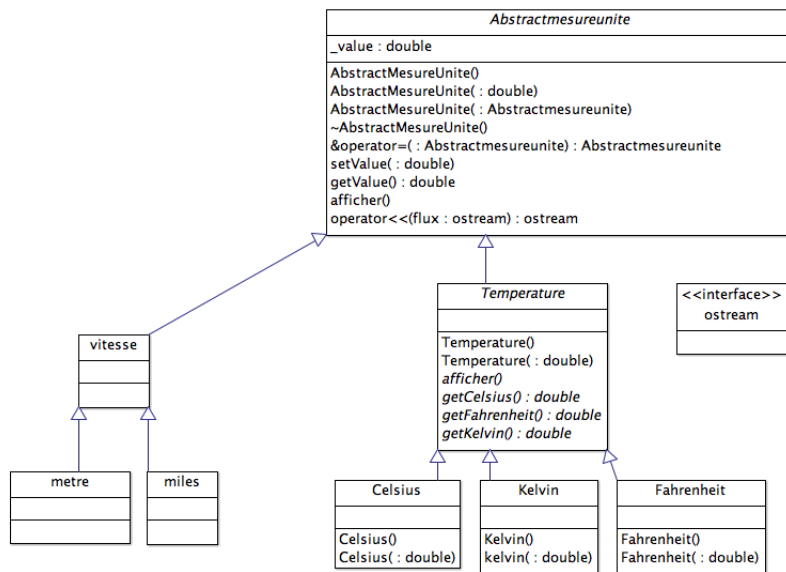 Abstractmesureunite
_value : double
AbstractMesureUnite()
AbstractMesureUnite( : double)
AbstractMesureUnite( : Abstractmesureunite)
~AbstractMesureUnite()
&operator=( : Abstractmesureunite) : Abstractmesureunite
setValue( : double)
getValue() : double
afficher()
operator<<(flux : ostream) : ostream
vitesse
Temperature
Temperature()
Temperature( : double)
afficher()
getCelsius() : double
getFahrenheit() : double
getKelvin() : double
<<interface>>
ostream
metre
miles
Celsius
Celsius()
Celsius( : double)
Kelvin
Kelvin()
kelvin( : double)
Fahrenheit
Fahrenheit()
Fahrenheit( : double)